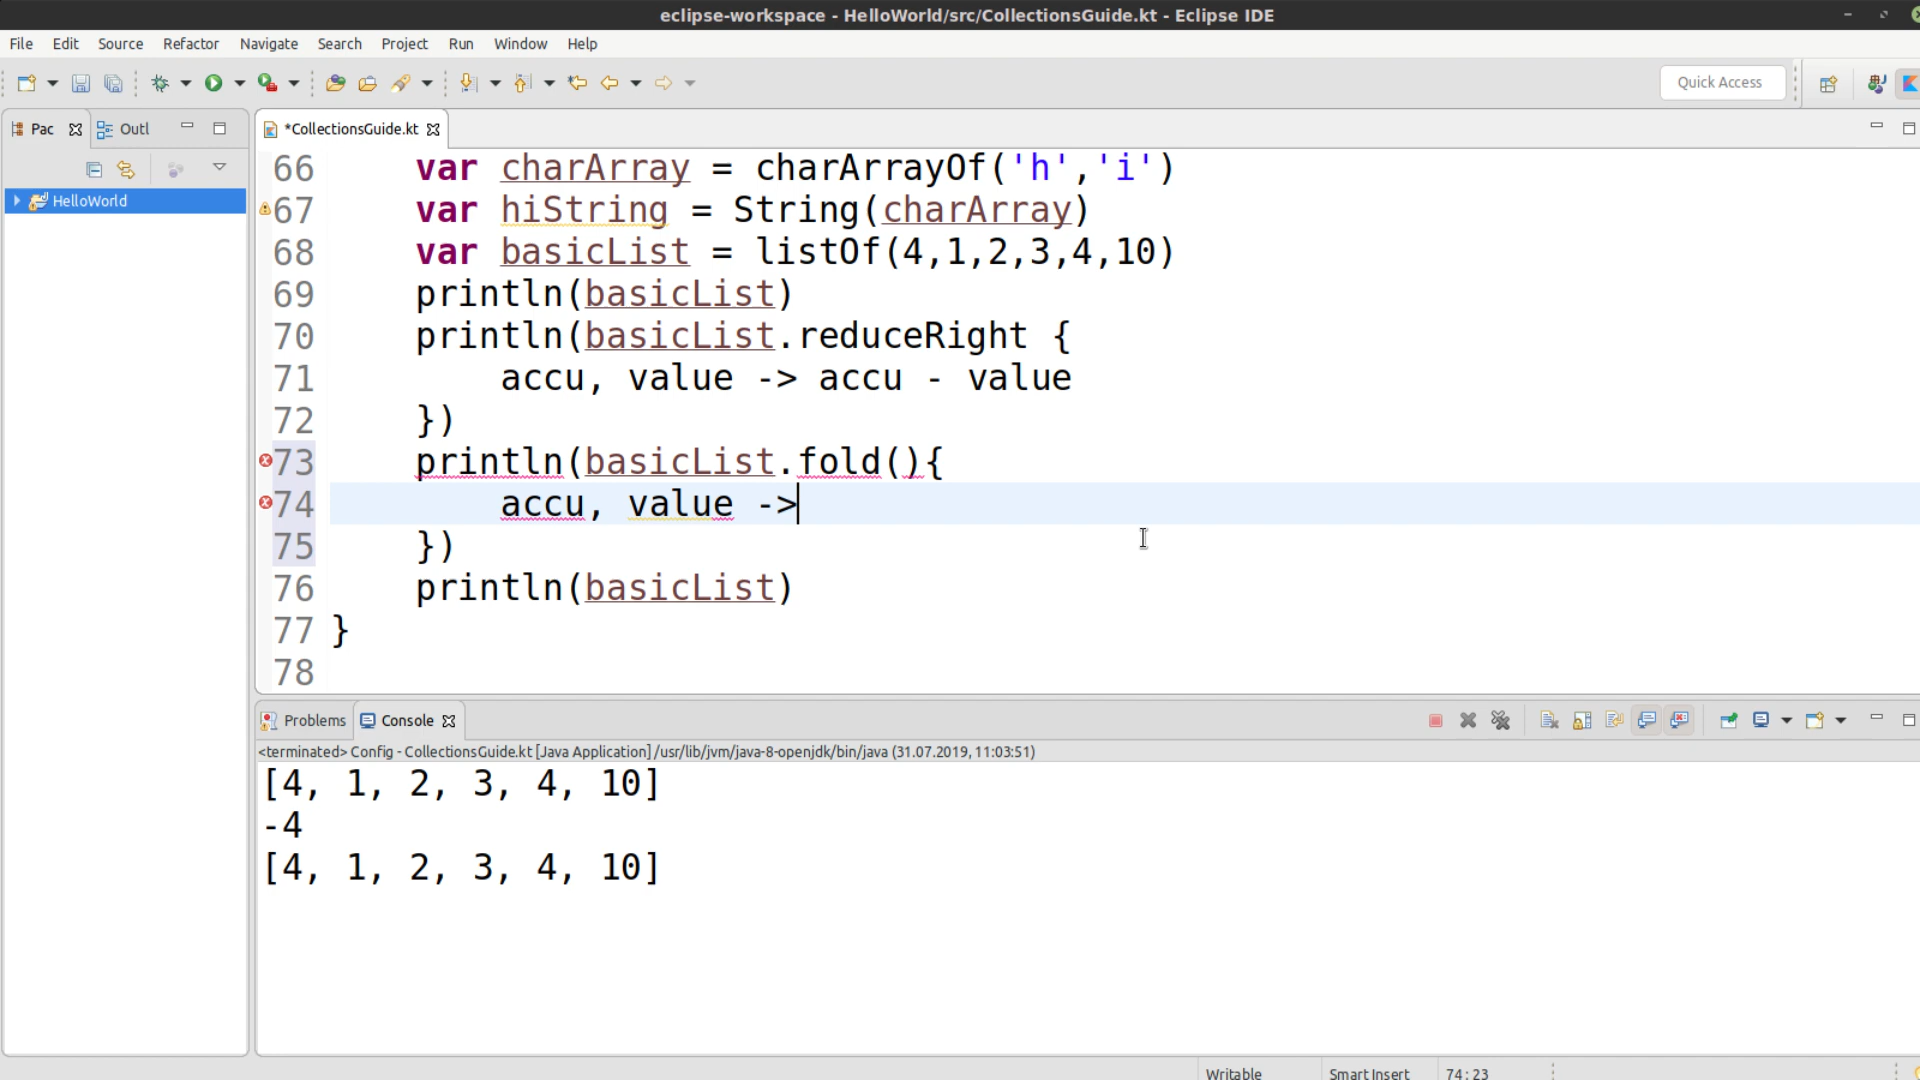 eclipse-workspace - HelloWorld/src/CollectionsGuide.kt - Eclipse IDE
File Edit Source Refactor Navigate Search Project Run Window Help
Quick Access
Pac Outl
*CollectionsGuide.kt
HelloWorld
66 var charArray = charArrayOf('h','i')
67 var hiString = String(charArray)
68 var basicList = listOf(4,1,2,3,4,10)
69 println(basicList)
70 println(basicList.reduceRight {
71 accu, value -> accu - value
72 })
73 println(basicList.fold(){
74 accu, value ->
75 })
76 println(basicList)
77 }
78
Problems Console
<terminated> Config - CollectionsGuide.kt [Java Application] /usr/lib/jvm/java-8-openjdk/bin/java (31.07.2019, 11:03:51)
[4, 1, 2, 3, 4, 10]
-4
[4, 1, 2, 3, 4, 10]
Writable Smart Insert 74:23